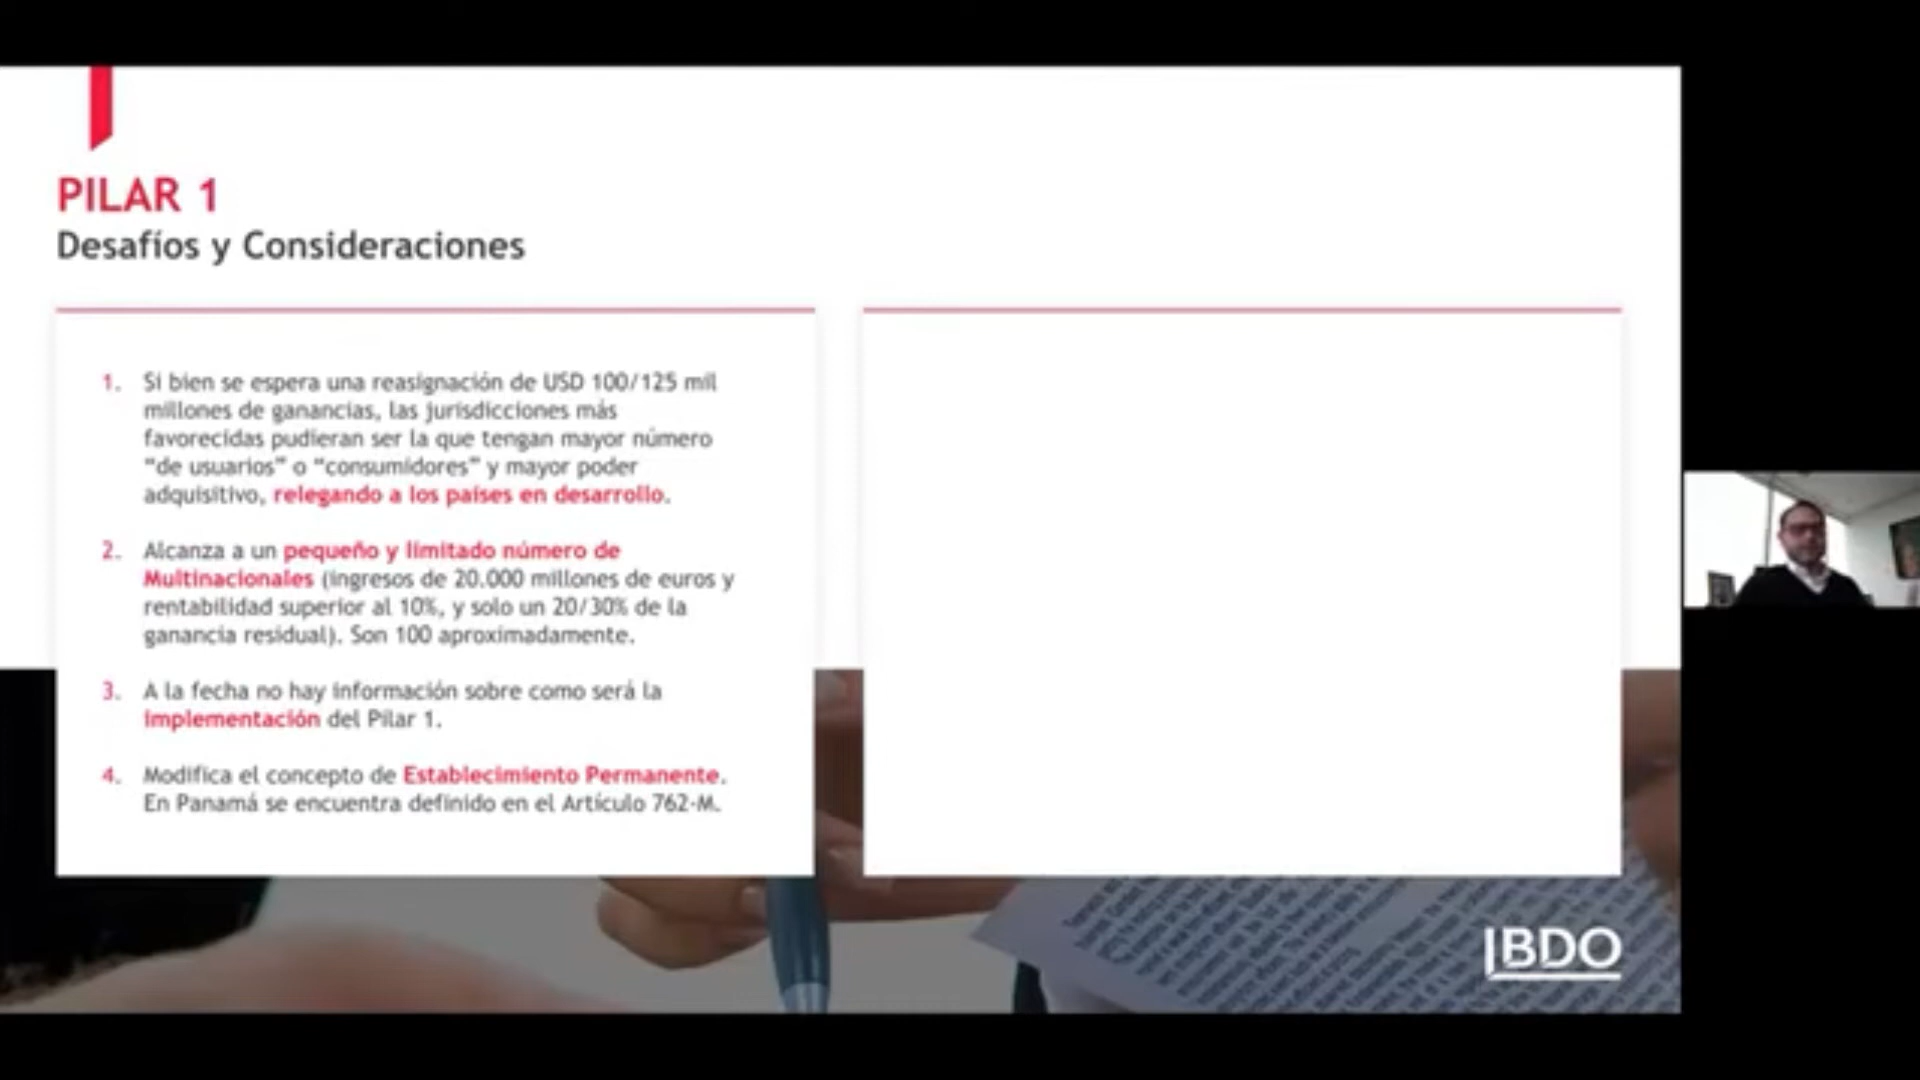 PILAR 1
Desafíos y Consideraciones
1. Si bien se espera una reasignación de USD 100/125 mil
millones de ganancias, las jurisdicciones más
favorecidas pudieran ser la que tengan mayor número
“de usuarios” o “consumidores” y mayor poder
adquisitivo, relegando a los países en desarrollo.
2. Alcanza a un pequeño y limitado número de
Multinacionales (ingresos de 20.000 millones de euros y
rentabilidad superior al 10%, y solo un 20/30% de la
ganancia residual). Son 100 aproximadamente.
3. A la fecha no hay información sobre como será la
implementación del Pilar 1.
4. Modifica el concepto de Establecimiento Permanente.
En Panamá se encuentra definido en el Artículo 762-M.
BDO